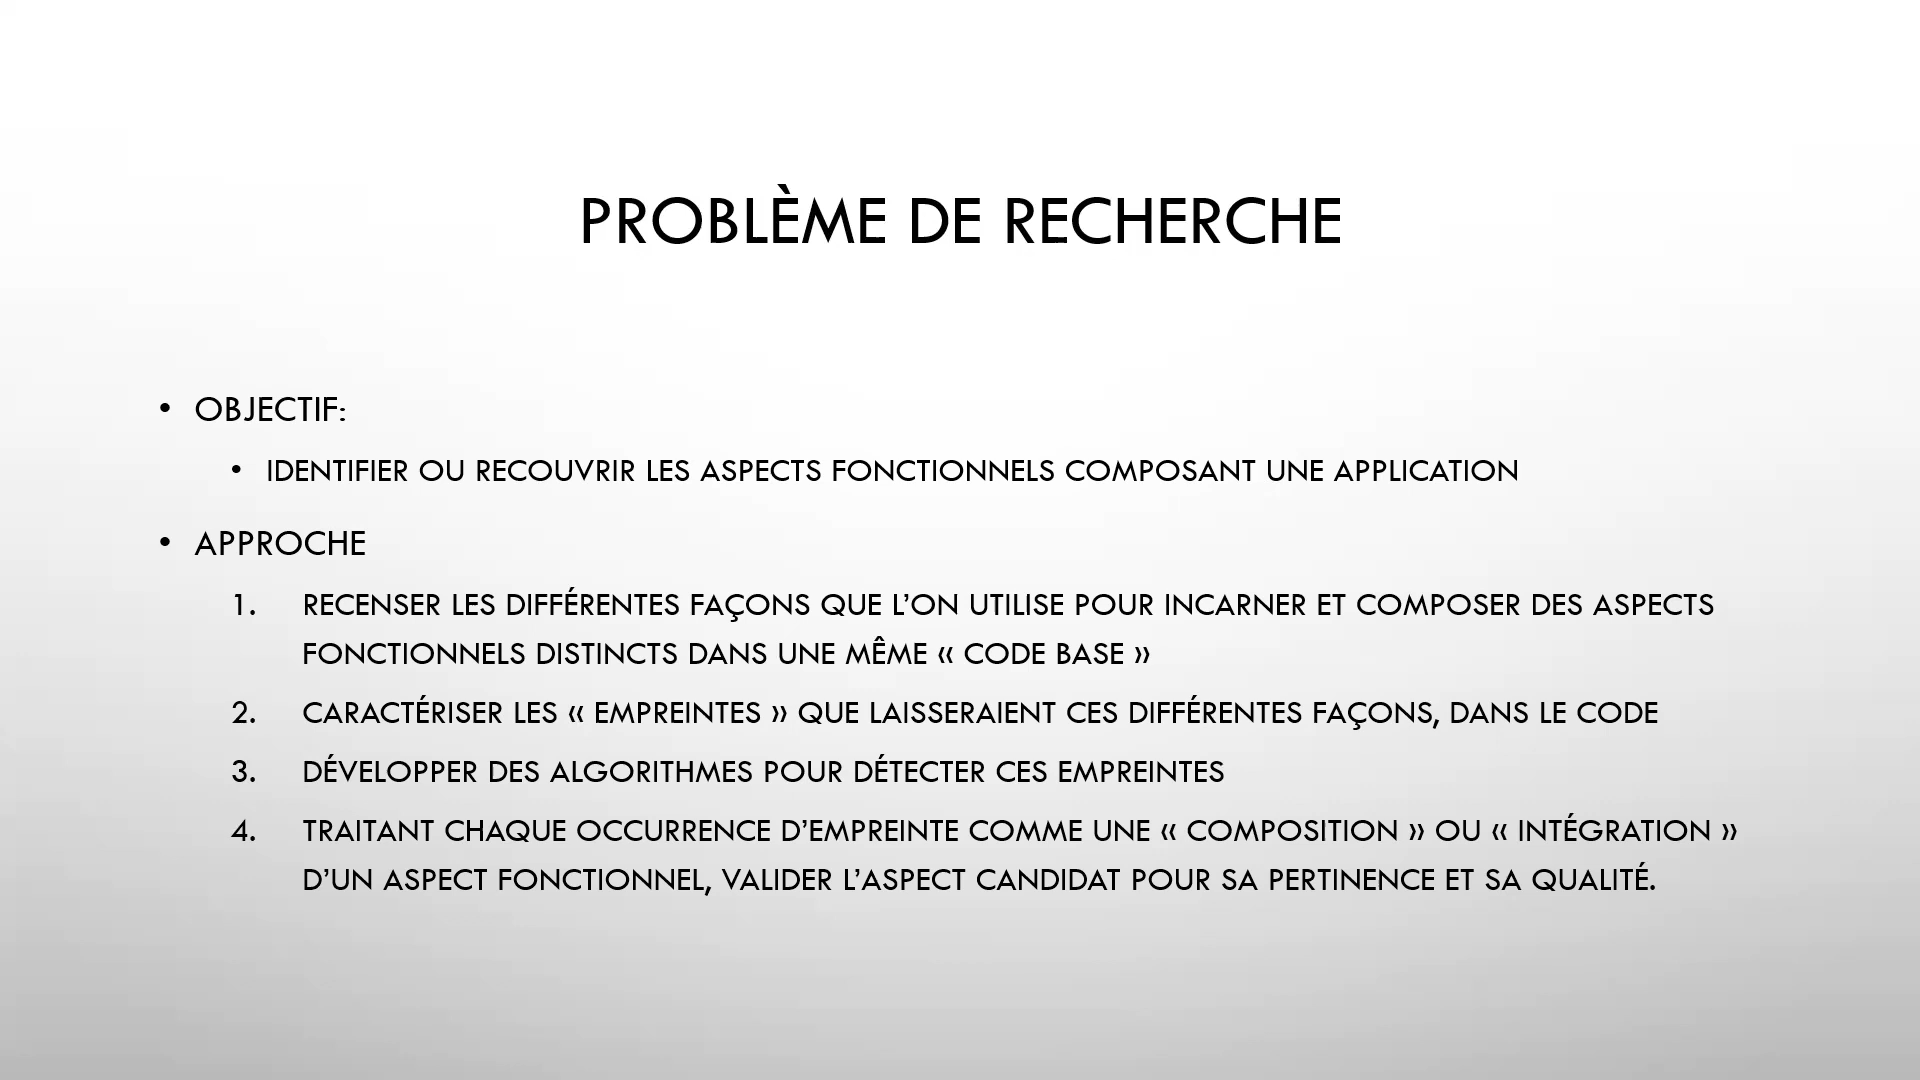 PROBLÈME DE RECHERCHE
• OBJECTIF:
• IDENTIFIER OU RECOUVRIR LES ASPECTS FONCTIONNELS COMPOSANT UNE APPLICATION
• APPROCHE
1. RECENSER LES DIFFÉRENTES FAÇONS QUE L’ON UTILISE POUR INCARNER ET COMPOSER DES ASPECTS
FONCTIONNELS DISTINCTS DANS UNE MÊME « CODE BASE »
2. CARACTÉRISER LES « EMPREINTES » QUE LAISSERAIENT CES DIFFÉRENTES FAÇONS, DANS LE CODE
3. DÉVELOPPER DES ALGORITHMES POUR DÉTECTER CES EMPREINTES
4. TRAITANT CHAQUE OCCURRENCE D’EMPREINTE COMME UNE « COMPOSITION » OU « INTÉGRATION »
D’UN ASPECT FONCTIONNEL, VALIDER L’ASPECT CANDIDAT POUR SA PERTINENCE ET SA QUALITÉ.